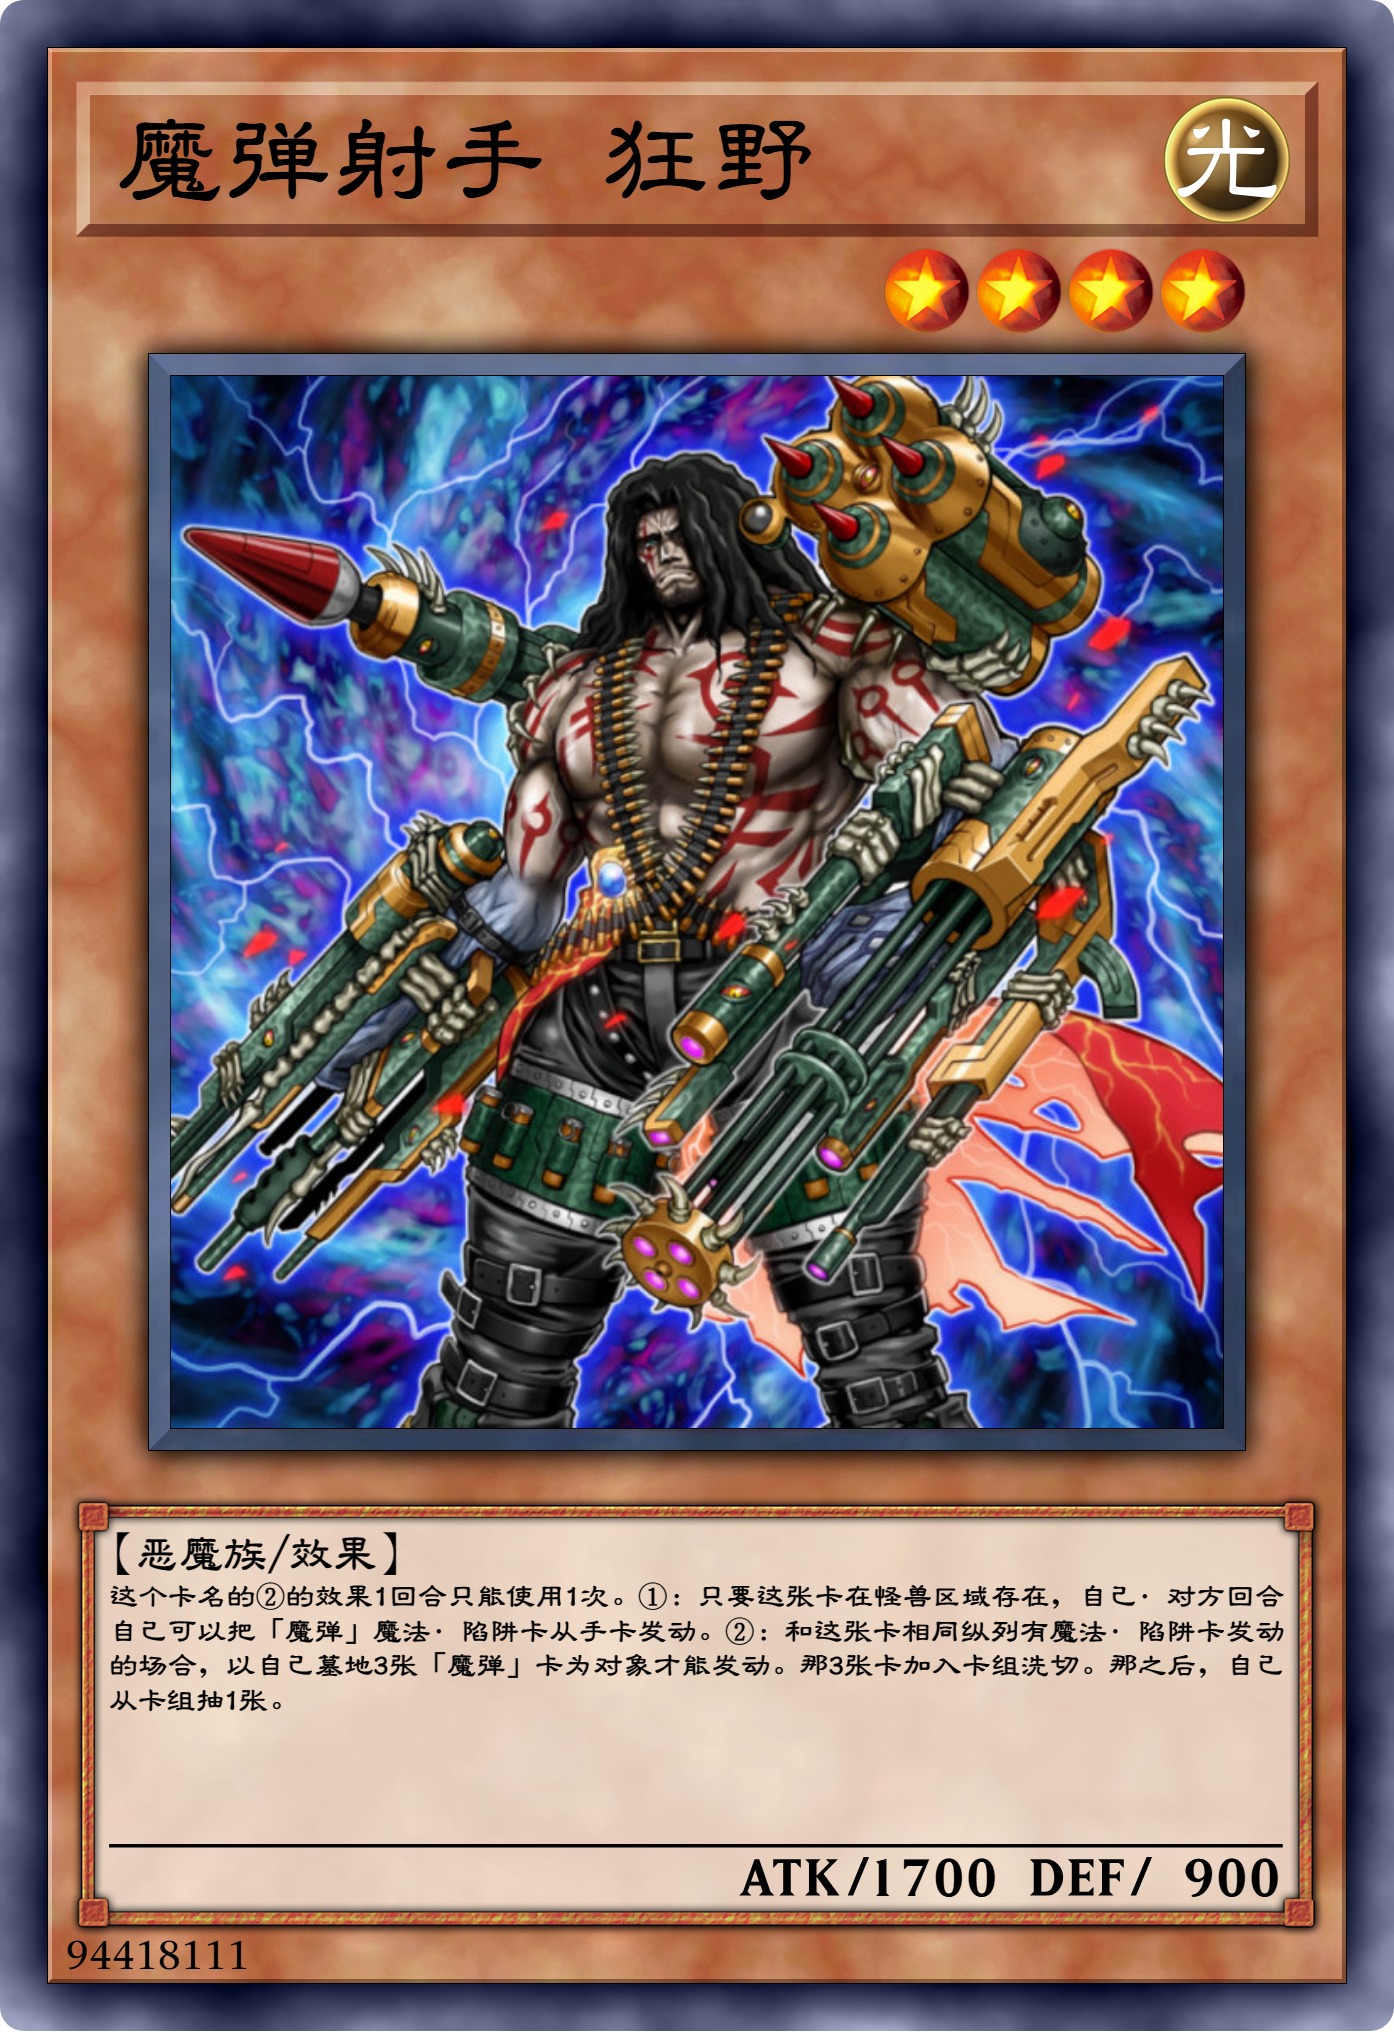 魔弹射手 狂野
光
【恶魔族/效果】
这个卡名的②的效果1回合只能使用1次。①：只要这张卡在怪兽区域存在，自己·对方回合
自己可以把「魔弹」魔法·陷阱卡从手卡发动。②：和这张卡相同纵列有魔法·陷阱卡发动
的场合，以自己墓地3张「魔弹」卡为对象才能发动。那3张卡加入卡组洗切。那之后，自己
从卡组抽1张。
ATK/1700 DEF/ 900
94418111